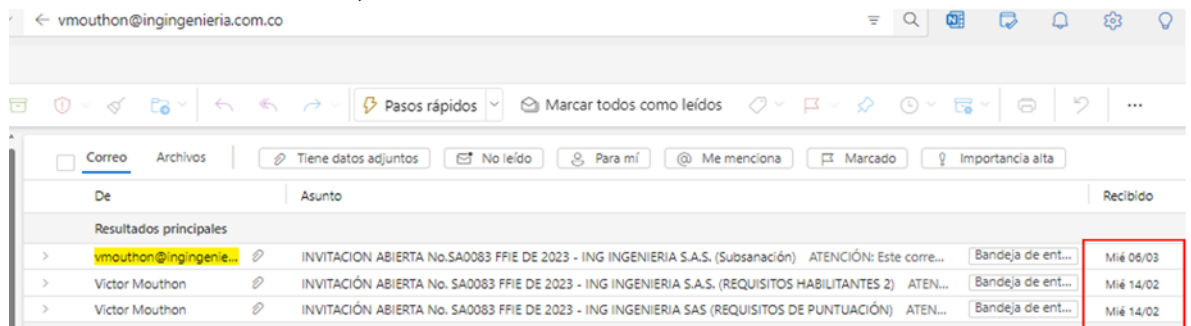 vmouthon@ingingenieria.com.co
Pasos rápidos Marcar todos como leídos
Correo Archivos Tiene datos adjuntos No leído Para mí @ Me menciona Marcado Importancia alta
De Asunto Recibido
Resultados principales
vmouthon@ingingenie... INVITACION ABIERTA No.SA0083 FFIE DE 2023 - ING INGENIERIA S.A.S. (Subsanación) ATENCIÓN: Este corre... Bandeja de ent... Mié 06/03
Victor Mouthon INVITACIÓN ABIERTA No. SA0083 FFIE DE 2023 - ING INGENIERIA S.A.S. (REQUISITOS HABILITANTES 2) ATEN... Bandeja de ent... Mié 14/02
Victor Mouthon INVITACIÓN ABIERTA No. SA0083 FFIE DE 2023 - ING INGENIERIA SAS (REQUISITOS DE PUNTUACIÓN) ATEN... Bandeja de ent... Mié 14/02